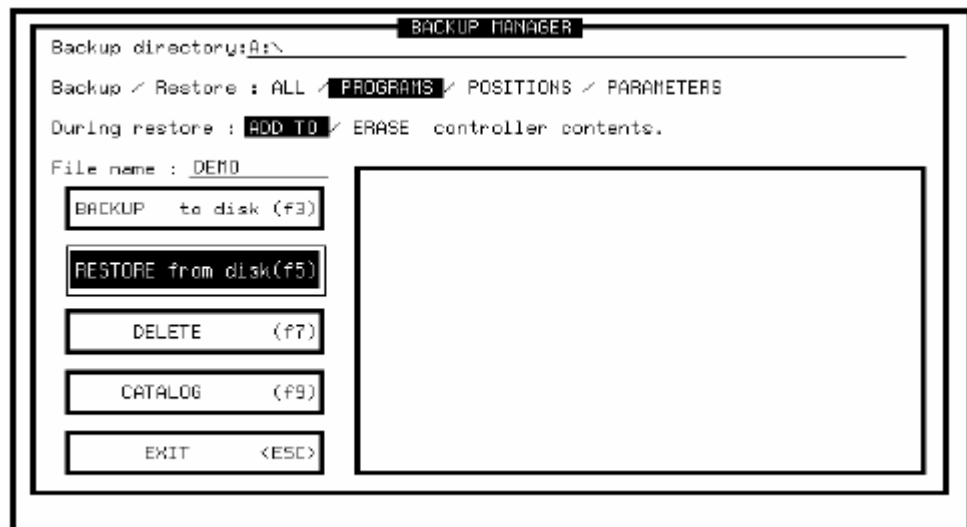 BACKUP MANAGER
Backup directory:A:\
Backup / Restore : ALL / PROGRAMS / POSITIONS / PARAMETERS
During restore : ADD TO / ERASE controller contents.
File name : DEMO
BACKUP to disk (f3)
RESTORE from disk(f5)
DELETE (f7)
CATALOG (f9)
EXIT <ESC>